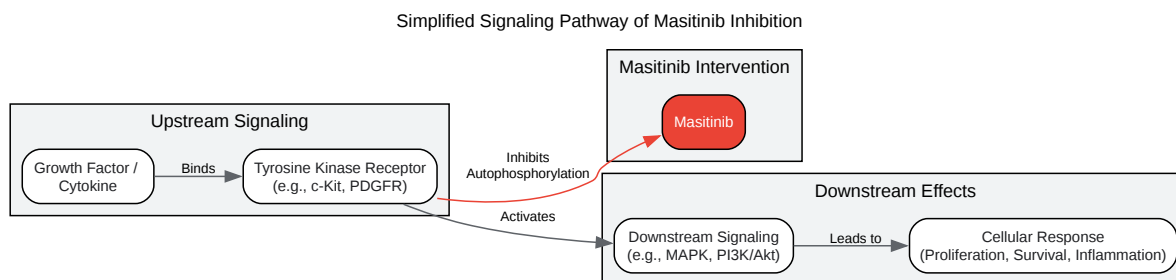 Simplified Signaling Pathway of Masitinib Inhibition
Masitinib Intervention
Masitinib
Upstream Signaling
Growth Factor /
Cytokine
Binds
Tyrosine Kinase Receptor
(e.g., c-Kit, PDGFR)
Inhibits
Autophosphorylation
Activates
Downstream Effects
Downstream Signaling
(e.g., MAPK, PI3K/Akt)
Leads to
Cellular Response
(Proliferation, Survival, Inflammation)